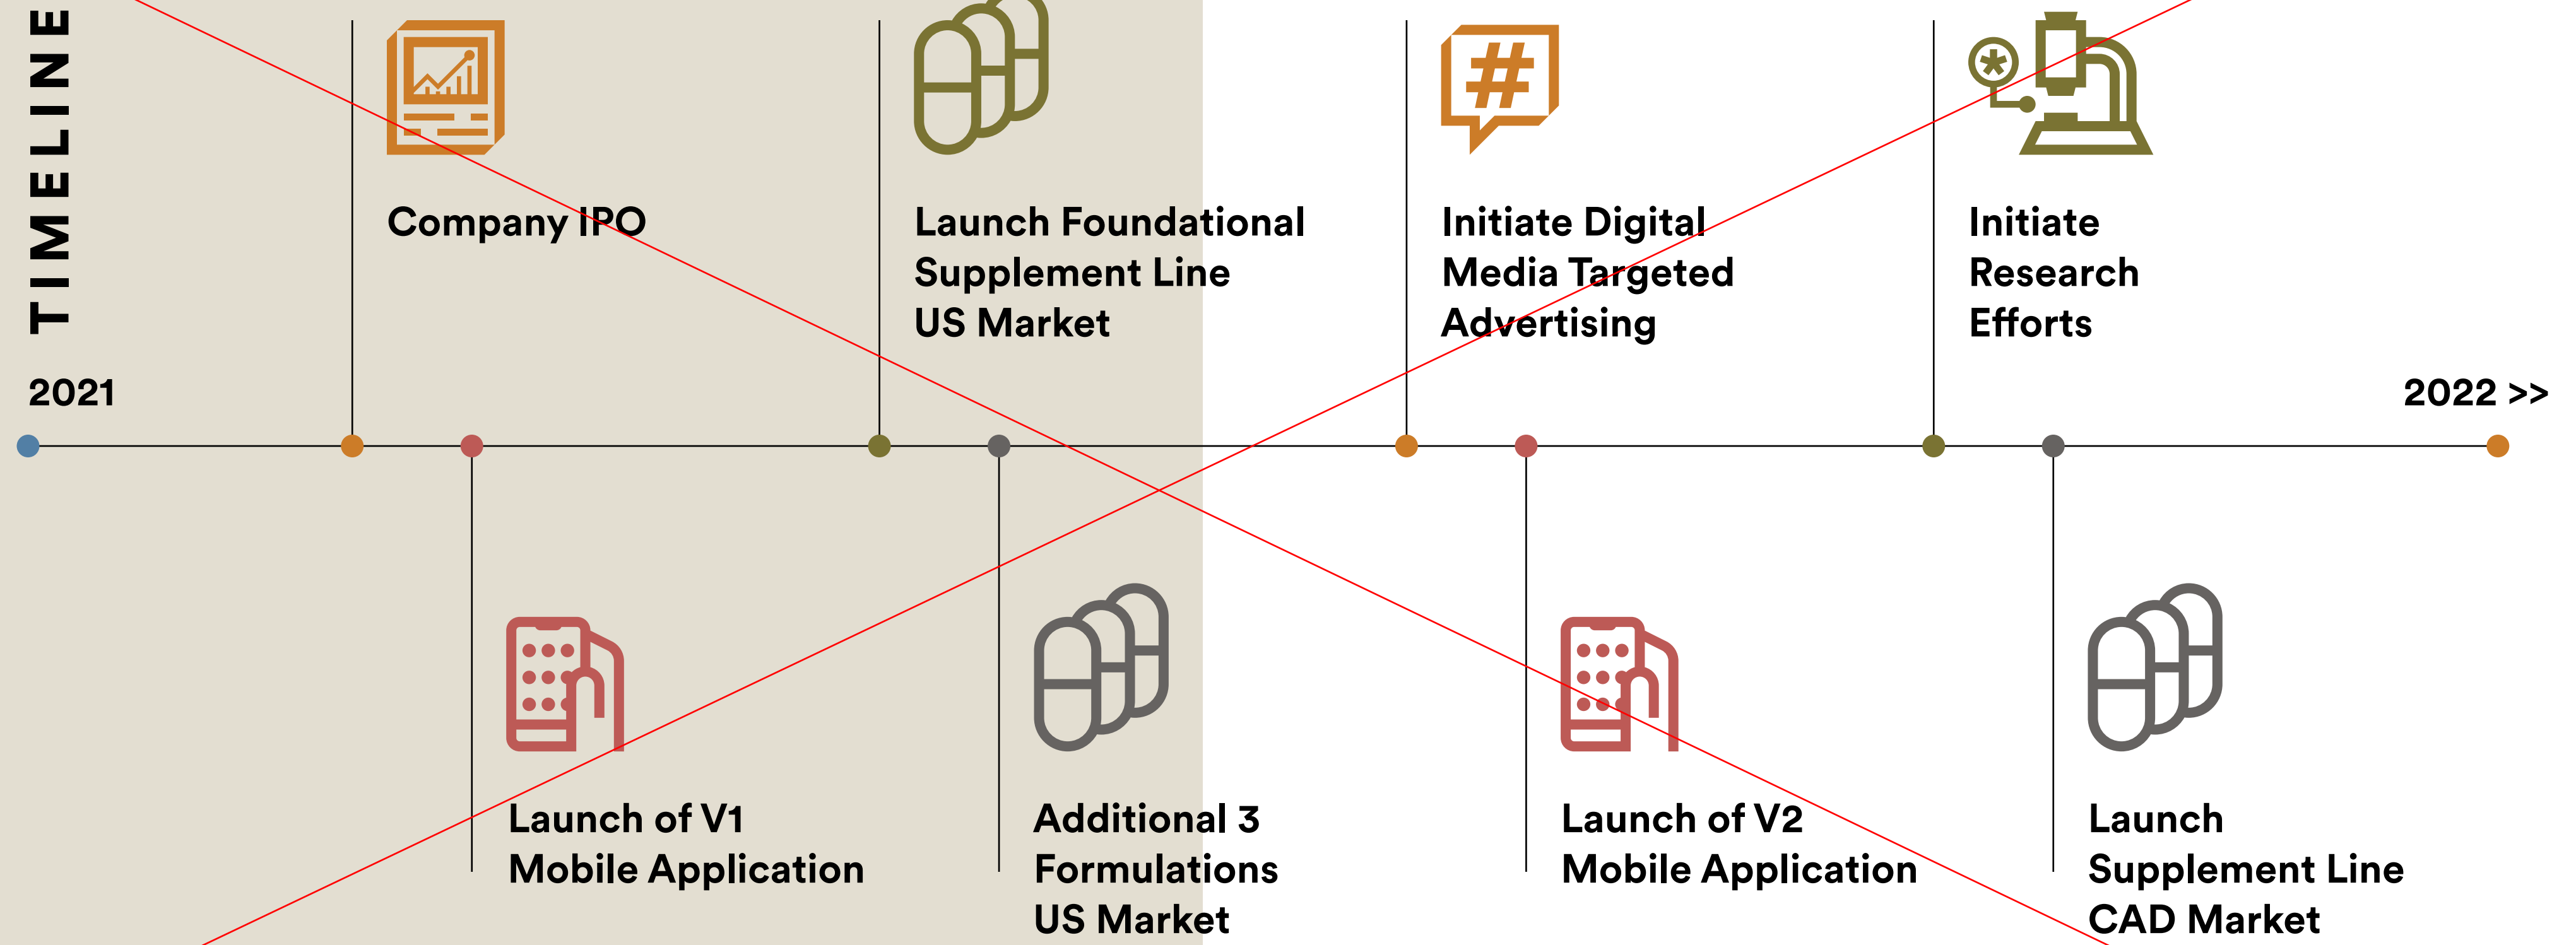 TIMELINE
#
Company IPO
Launch Foundational
Supplement Line
US Market
Initiate Digital
Media Targeted
Advertising
Initiate
Research
Efforts
2021
2022 >>
Launch of V1
Mobile Application
Additional 3
Formulations
US Market
Launch of V2
Mobile Application
Launch
Supplement Line
CAD Market